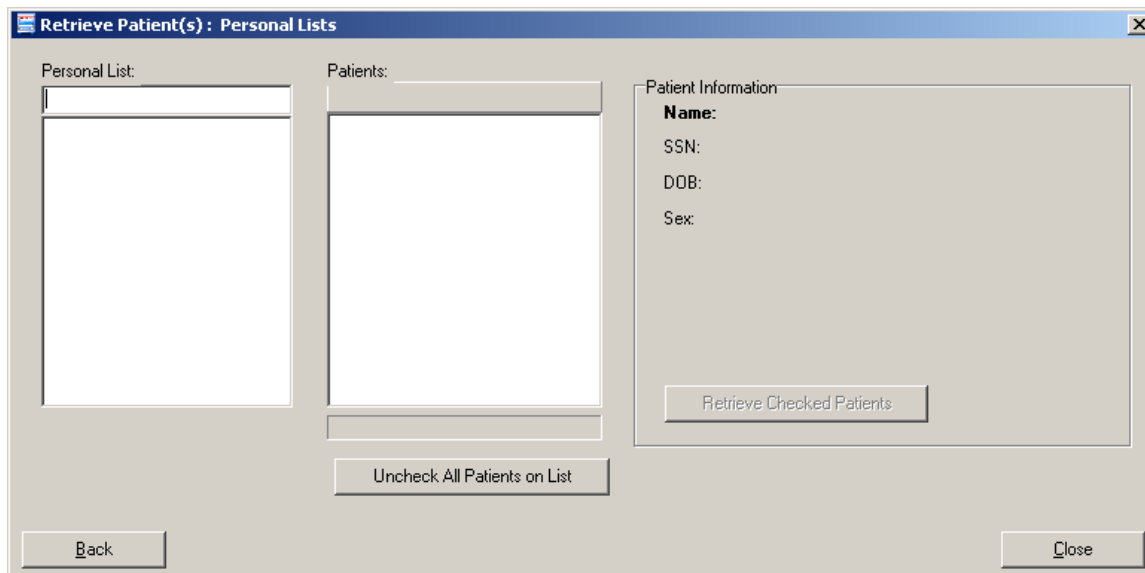 Retrieve Patient(s) : Personal Lists
Personal List:
Patients:
Patient Information
Name:
SSN:
DOB:
Sex:
Retrieve Checked Patients
Uncheck All Patients on List
Back
Close